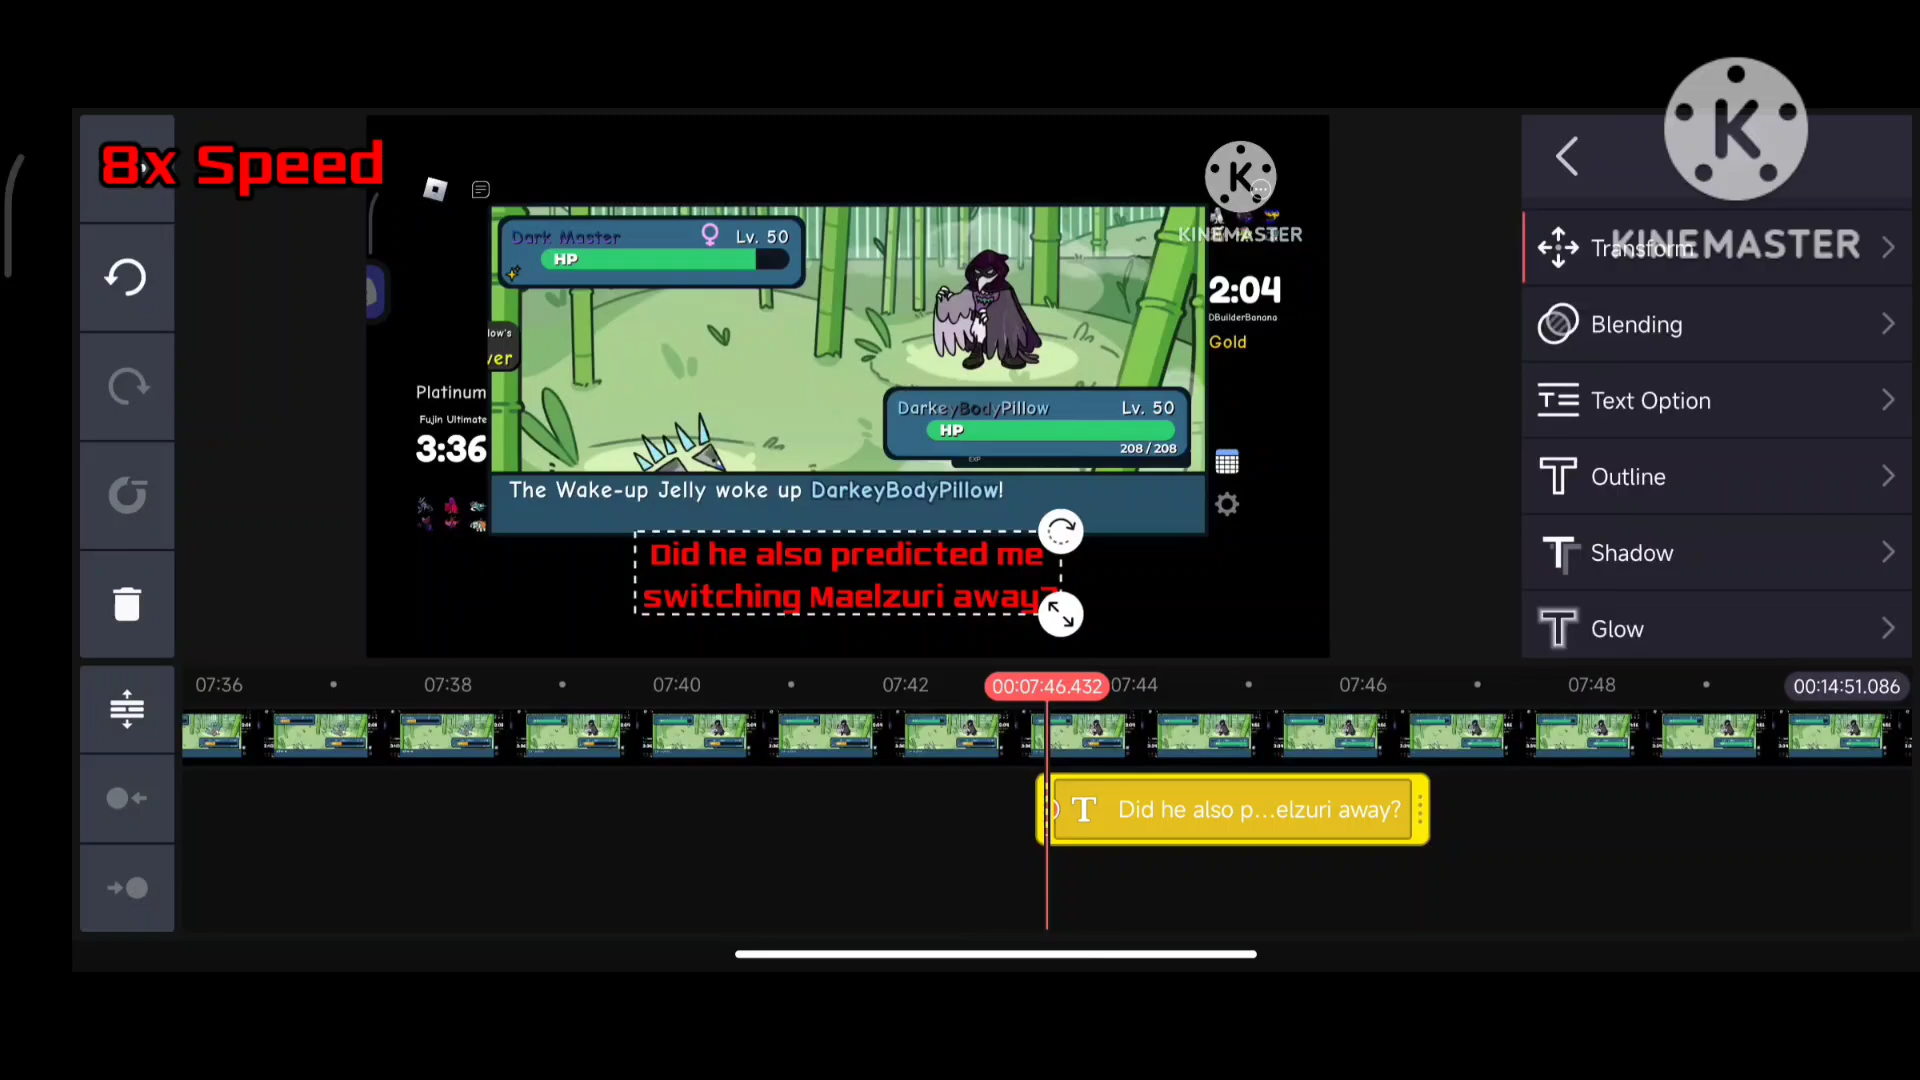 8x Speed
K
KINEMASTER
Dark Master
Lv. 50
HP
K
KINEMASTER
2:04
DBuilderBanana
Gold
low's
ver
Platinum
Fujin Ultimate
3:36
DarkeyBodyPillow
Lv. 50
HP
208 / 208
EXP
The Wake-up Jelly woke up DarkeyBodyPillow!
Did he also predicted me
switching Maelzuri away?
Transform
Blending
Text Option
Outline
Shadow
Glow
07:36
07:38
07:40
07:42
00:07:46.432
07:44
07:46
07:48
00:14:51.086
T Did he also p...elzuri away?